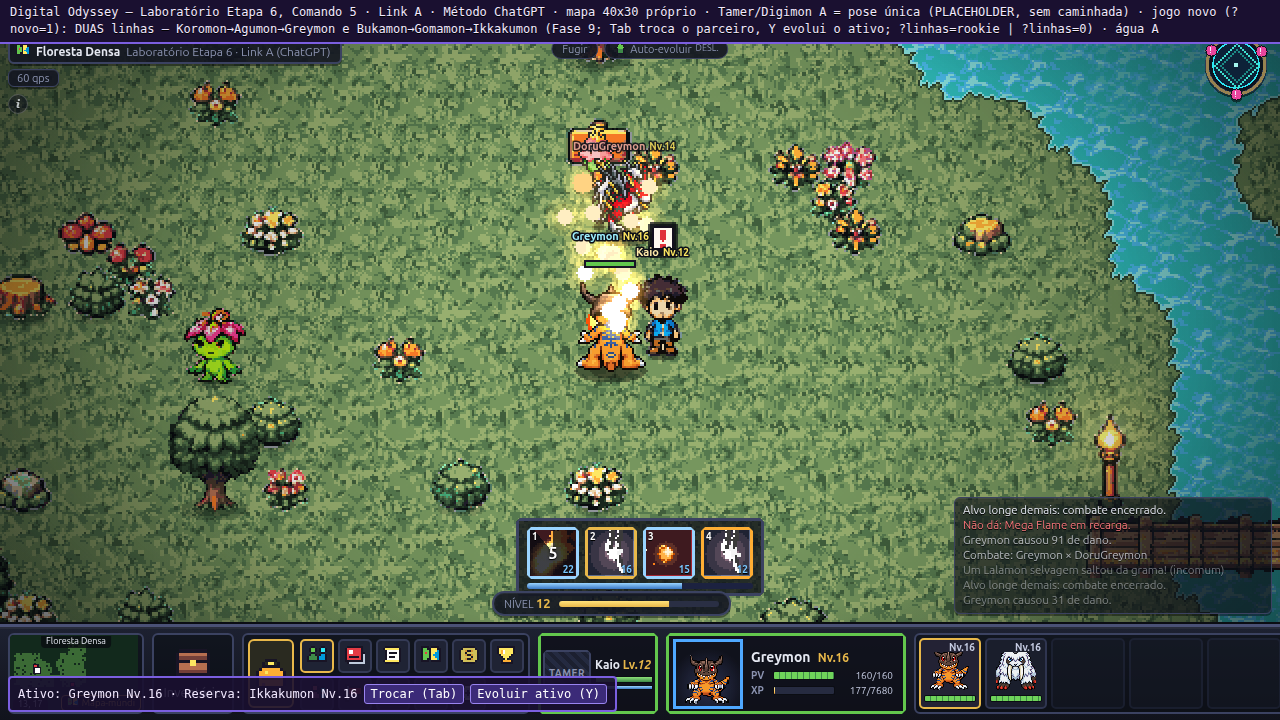 Digital Odyssey — Laboratório Etapa 6, Comando 5 · Link A · Método ChatGPT · mapa 40x30 próprio · Tamer/Digimon A = pose única (PLACEHOLDER, sem caminhada) · jogo novo (?
novo=1): DUAS linhas — Koromon→Agumon→Greymon e Bukamon→Gomamon→Ikkakumon (Fase 9; Tab troca o parceiro, Y evolui o ativo; ?linhas=rookie | ?linhas=0) · água A
Floresta Densa Laboratório Etapa 6 · Link A (ChatGPT)
Fugir
Auto-evoluir DESL.
60 qps
i
DoruGreymon Nv.14
Greymon Nv.16
Kaio Nv.12
Alvo longe demais: combate encerrado.
Não dá: Mega Flame em recarga.
Greymon causou 91 de dano.
Combate: Greymon × DoruGreymon
Um Lalamon selvagem saltou da grama! (incomum)
Alvo longe demais: combate encerrado.
Greymon causou 31 de dano.
1 5 22
2 16
3 15
4 12
NÍVEL 12
Floresta Densa
TAMER
Kaio Lv.12
Greymon Nv.16
PV 160/160
XP 177/7680
Nv.16
Nv.16
Ativo: Greymon Nv.16 · Reserva: Ikkakumon Nv.16 Trocar (Tab) Evoluir ativo (Y)